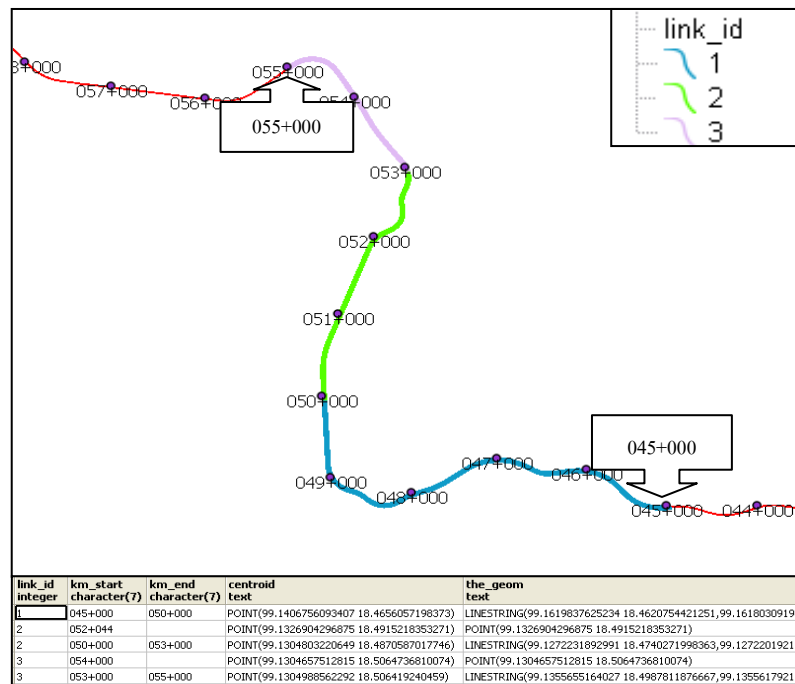 link_id
1
2
3
8+000
057+000
056+000
055+000
054+000
055+000
053+000
052+000
051+000
050+000
049+000
048+000
047+000
046+000
045+000
045+000
044+000
link_id km_start km_end centroid the_geom
integer character(7) character(7) text text
1 045+000 050+000 POINT(99.1406756093407 18.4656057198373) LINESTRING(99.1619837625234 18.4620754421251,99.1618030919
2 052+044 POINT(99.1326904296875 18.4915218353271) POINT(99.1326904296875 18.4915218353271)
2 050+000 053+000 POINT(99.1304803220649 18.4870587017746) LINESTRING(99.1272231892991 18.4740271998363,99.1272201921
3 054+000 POINT(99.1304657512815 18.5064736810074) POINT(99.1304657512815 18.5064736810074)
3 053+000 055+000 POINT(99.1304988562292 18.506419240459) LINESTRING(99.1355655164027 18.4987811876667,99.1355617921